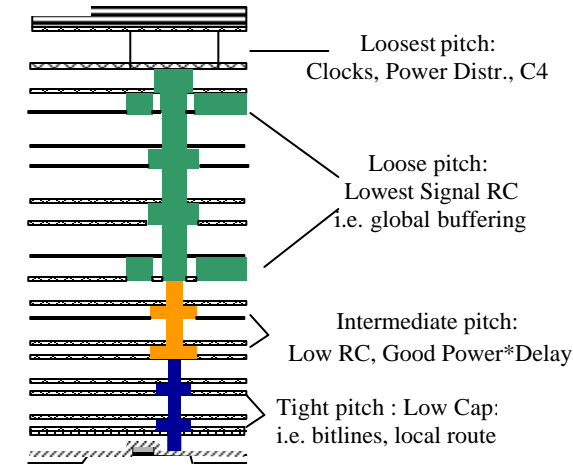 Loosest pitch:
Clocks, Power Distr., C4
Loose pitch:
Lowest Signal RC
i.e. global buffering
Intermediate pitch:
Low RC, Good Power*Delay
Tight pitch : Low Cap:
i.e. bitlines, local route